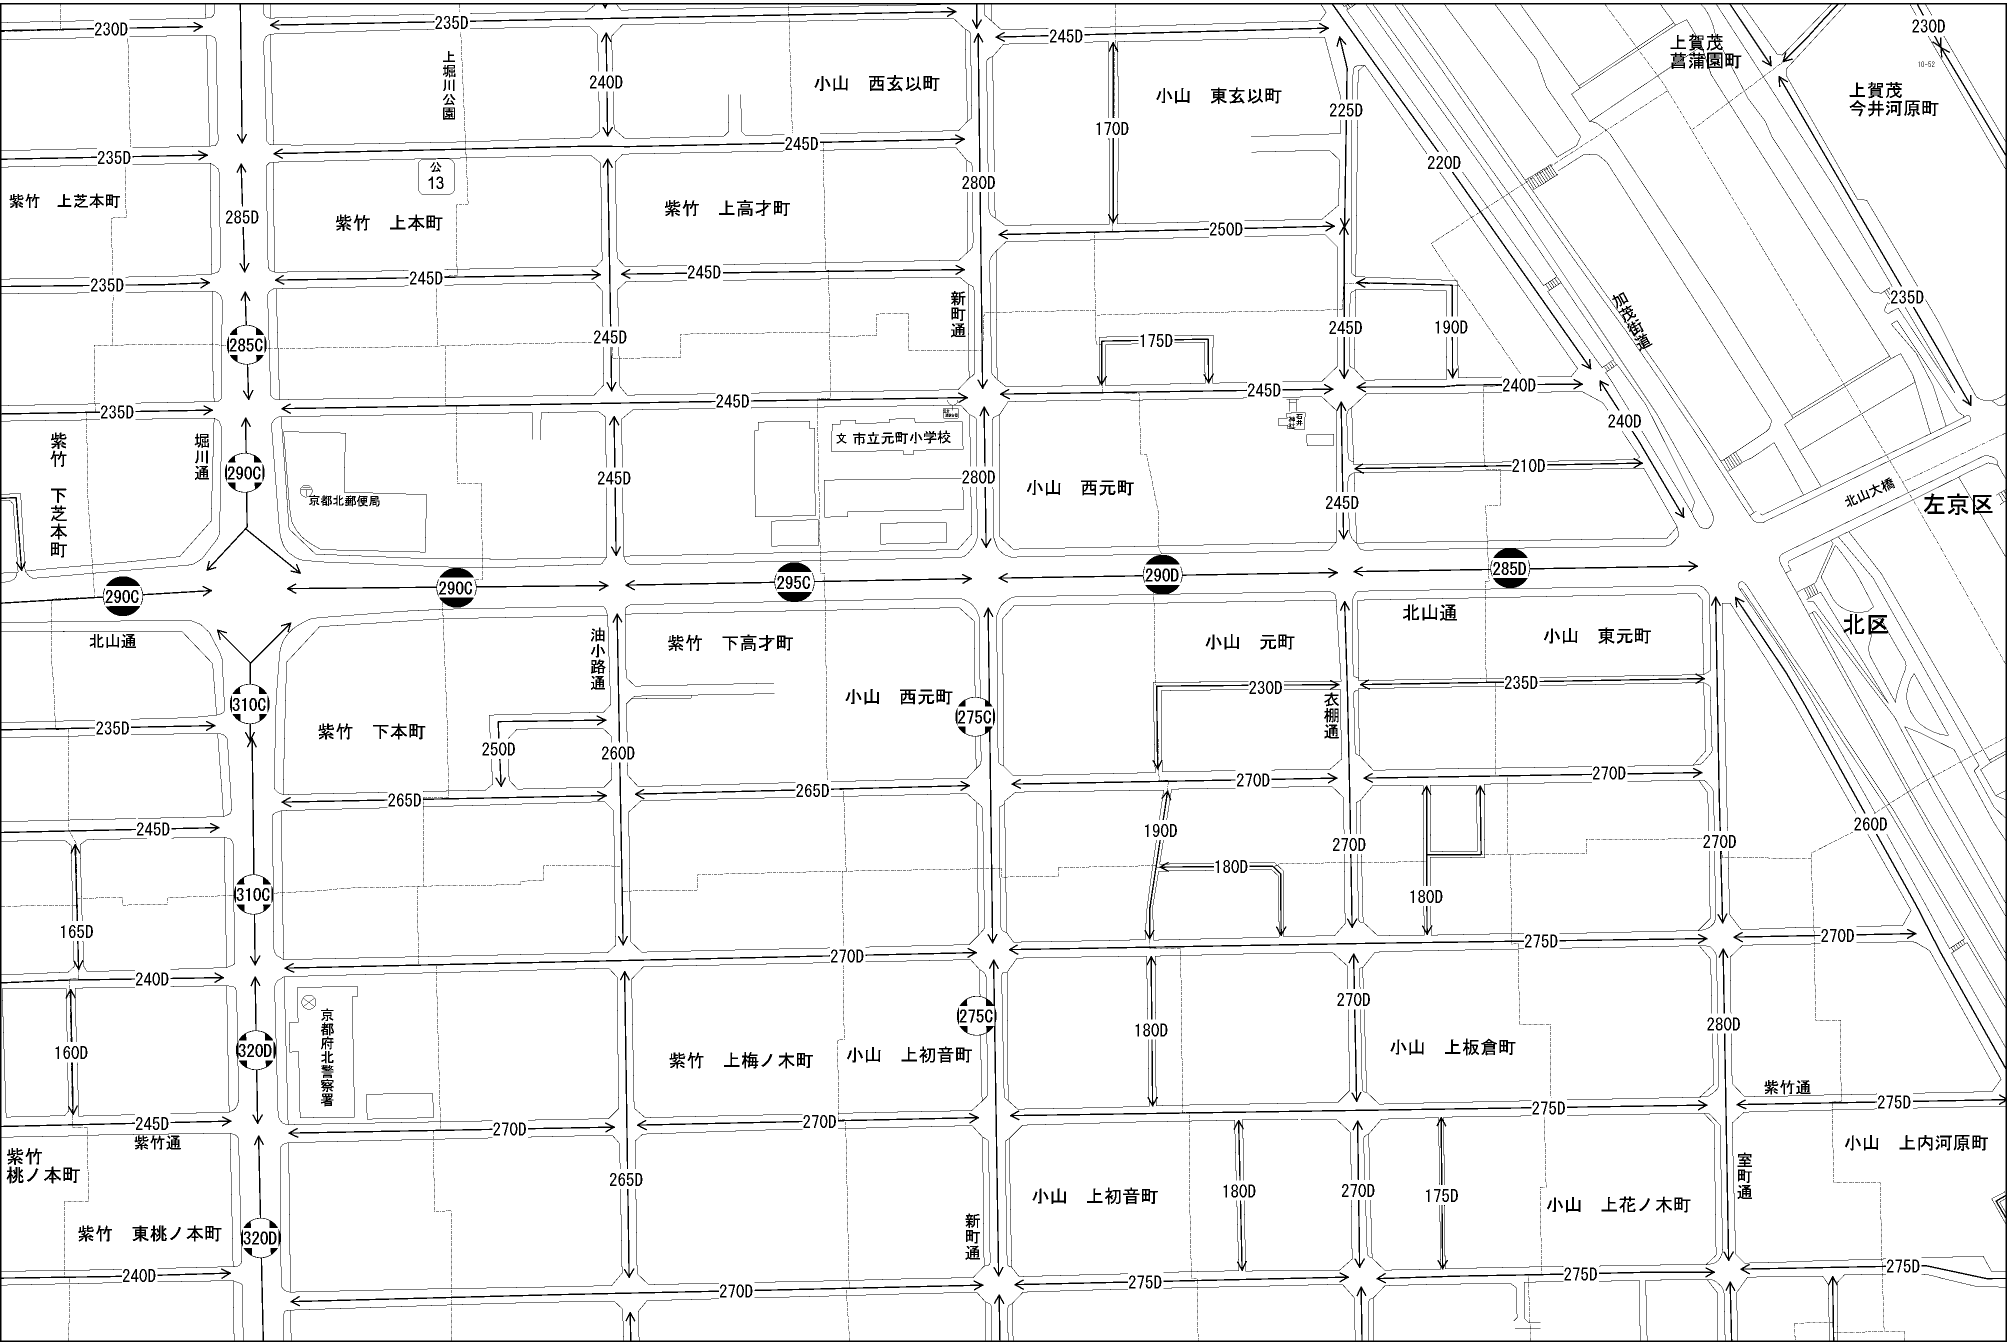 230D
235D
245D
230D
10-52
上賀茂
菖蒲園町
上賀茂
今井河原町
上堀川公園
240D
小山 西玄以町
小山 東玄以町
225D
170D
220D
235D
245D
公
13
280D
紫竹 上芝本町
285D
紫竹 上本町
紫竹 上高才町
250D
235D
245D
245D
新町通
235D
加茂街道
285C
245D
175D
245D
190D
235D
245D
245D
240D
240D
紫竹 下芝本町
堀川通
290C
京都北郵便局
245D
文 市立元町小学校
280D
小山 西元町
石井神社
245D
210D
北山大橋
左京区
290C
290C
295C
290D
285D
北山通
油小路通
紫竹 下高才町
小山 元町
北山通
小山 東元町
北区
310C
235D
紫竹 下本町
250D
260D
小山 西元町
275C
230D
衣棚通
235D
265D
265D
270D
270D
245D
190D
270D
270D
260D
310C
180D
180D
165D
240D
270D
275D
270D
160D
320D
京都府北警察署
紫竹 上梅ノ木町
小山 上初音町
275C
180D
270D
小山 上板倉町
280D
紫竹通
245D
紫竹通
270D
270D
275D
275D
紫竹
桃ノ本町
265D
小山 上初音町
180D
270D
175D
小山 上花ノ木町
室町通
小山 上内河原町
紫竹 東桃ノ本町
320D
新町通
240D
270D
275D
275D
275D